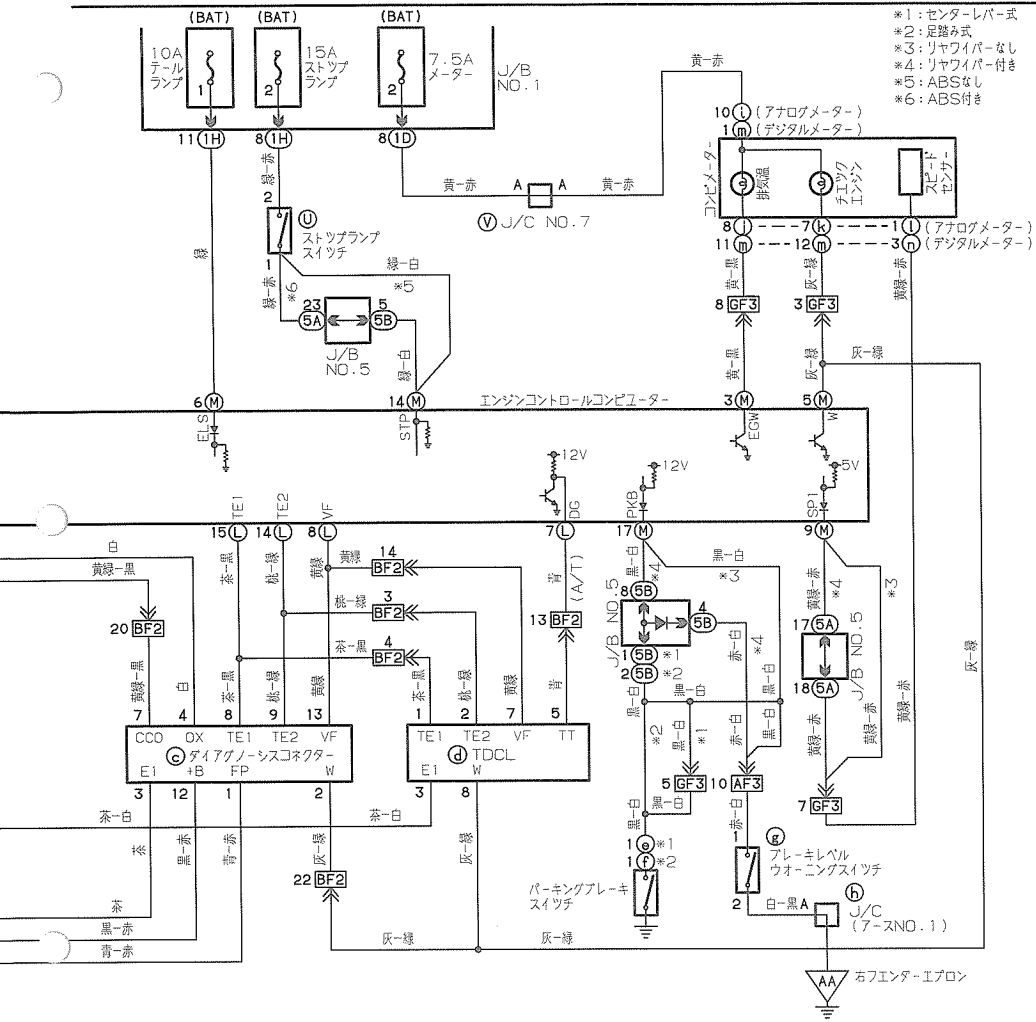 (BAT)
(BAT)
(BAT)
10A
テール
ランプ
1
15A
ストップ
ランプ
2
7.5A
メーター
2
J/B
NO.1
*1:センターレバー式
*2:足踏み式
*3:リヤワイパーなし
*4:リヤワイパー付き
*5:ABSなし
*6:ABS付き
11 1H
8 1H
8 1D
黄-赤
10 i (アナログメーター)
1 m (デジタルメーター)
コンビメーター
排気温
チェック
エンジン
スピード
センサー
緑-赤
2
U
ストップランプ
スイッチ
1
黄-赤
A
A
黄-赤
V J/C NO.7
8 j
7 k
1 l (アナログメーター)
11 m
12 m
3 n (デジタルメーター)
緑
緑-赤
*6
緑-白
*5
23
5A
5
5B
J/B
NO.5
緑-白
黄-黒
灰-緑
黄緑-赤
8 GF3
3 GF3
黄-黒
灰-緑
灰-緑
6 M
14 M
エンジンコントロールコンピューター
3 M
5 M
ELS
STP
EGW
W
12V
12V
5V
TE1
TE2
VF
DG
PKB
SP1
15 L
14 L
8 L
7 L
17 M
9 M
白
黄緑-黒
茶-黒
桃-緑
黄緑
黄緑
14
BF2
青
(A/T)
黒-白
*4
黒-白
*3
黄緑-赤
*4
*3
桃-緑
3
BF2
茶-黒
4
BF2
20 BF2
13 BF2
8 5B
J/B NO.5
4
5B
1 5B *1
2 5B *2
赤-白
*4
17 5A
J/B NO.5
18 5A
灰-緑
黄緑-黒
白
茶-黒
桃-緑
黄緑
茶-黒
桃-緑
黄緑
青
黒-白
黒-白
黒-白
7
4
8
9
13
1
2
7
5
CCO
OX
TE1
TE2
VF
c ダイアグノーシスコネクター
E1
+B
FP
W
TE1
TE2
VF
TT
d TDCL
E1
W
*2
黒-白
*1
赤-白
黒-白
黄緑-赤
黄緑-赤
黄緑-赤
3
12
1
2
3
8
5 GF3
10 AF3
7 GF3
黒-白
茶-白
茶-白
茶
黒-赤
青-赤
灰-緑
灰-緑
黒-白
赤-白
22 BF2
1 e *1
1 f *2
パーキングブレーキ
スイッチ
1
g
ブレーキレベル
ウオーニングスイッチ
2
白-黒 A
h
J/C
(アースNO.1)
茶
黒-赤
青-赤
灰-緑
灰-緑
AA
右フェンダーエプロン